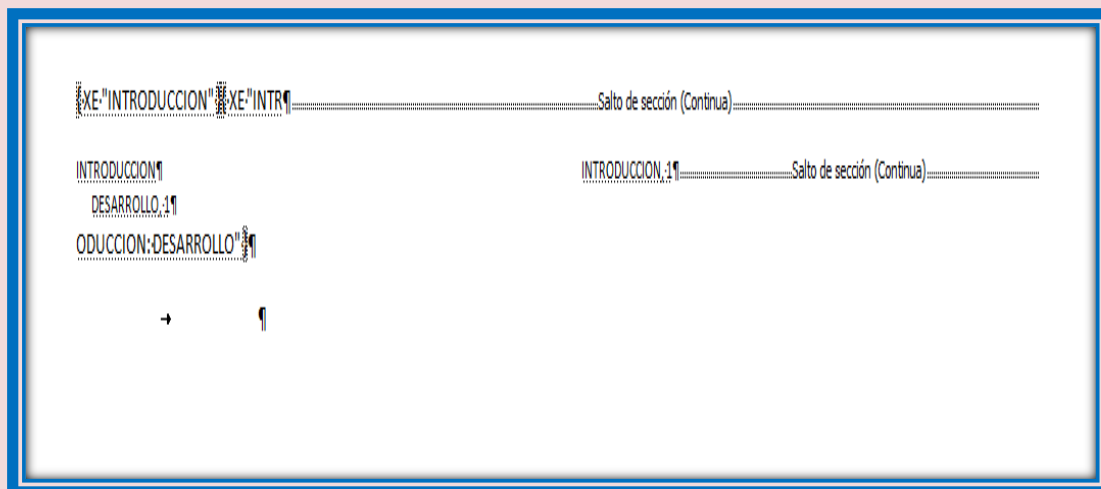 {·XE·"INTRODUCCION"·}{·XE·"INTR¶ Salto de sección (Continua)
INTRODUCCION¶
DESARROLLO,·1¶
INTRODUCCION,·1¶ Salto de sección (Continua)
ODUCCION:·DESARROLLO"·}¶
→ ¶